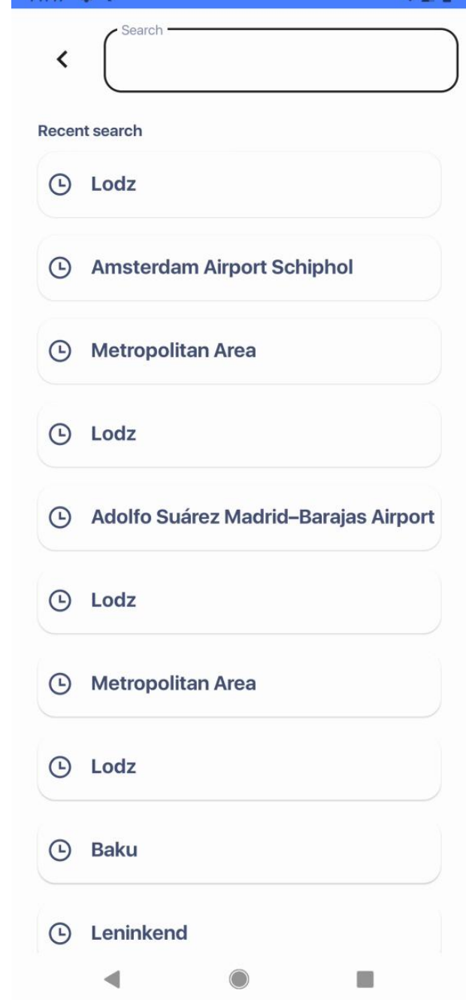 Search
Recent search
Lodz
Amsterdam Airport Schiphol
Metropolitan Area
Lodz
Adolfo Suárez Madrid–Barajas Airport
Lodz
Metropolitan Area
Lodz
Baku
Leninkend